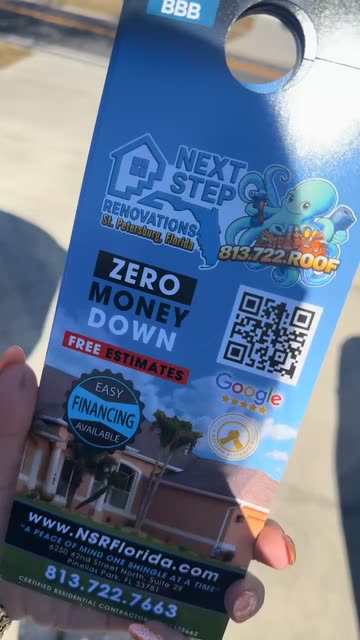 BBB
NEXT
STEP
RENOVATIONS
St. Petersburg, Florida
813.722.ROOF
ZERO
MONEY
DOWN
FREE ESTIMATES
Google
EASY
FINANCING
AVAILABLE
www.NSRFlorida.com
"A PEACE OF MIND ONE SHINGLE AT A TIME"
6250 42nd Street North, Suite 29
Pinellas Park, FL 33781
813.722.7663
CERTIFIED RESIDENTIAL CONTRACTOR